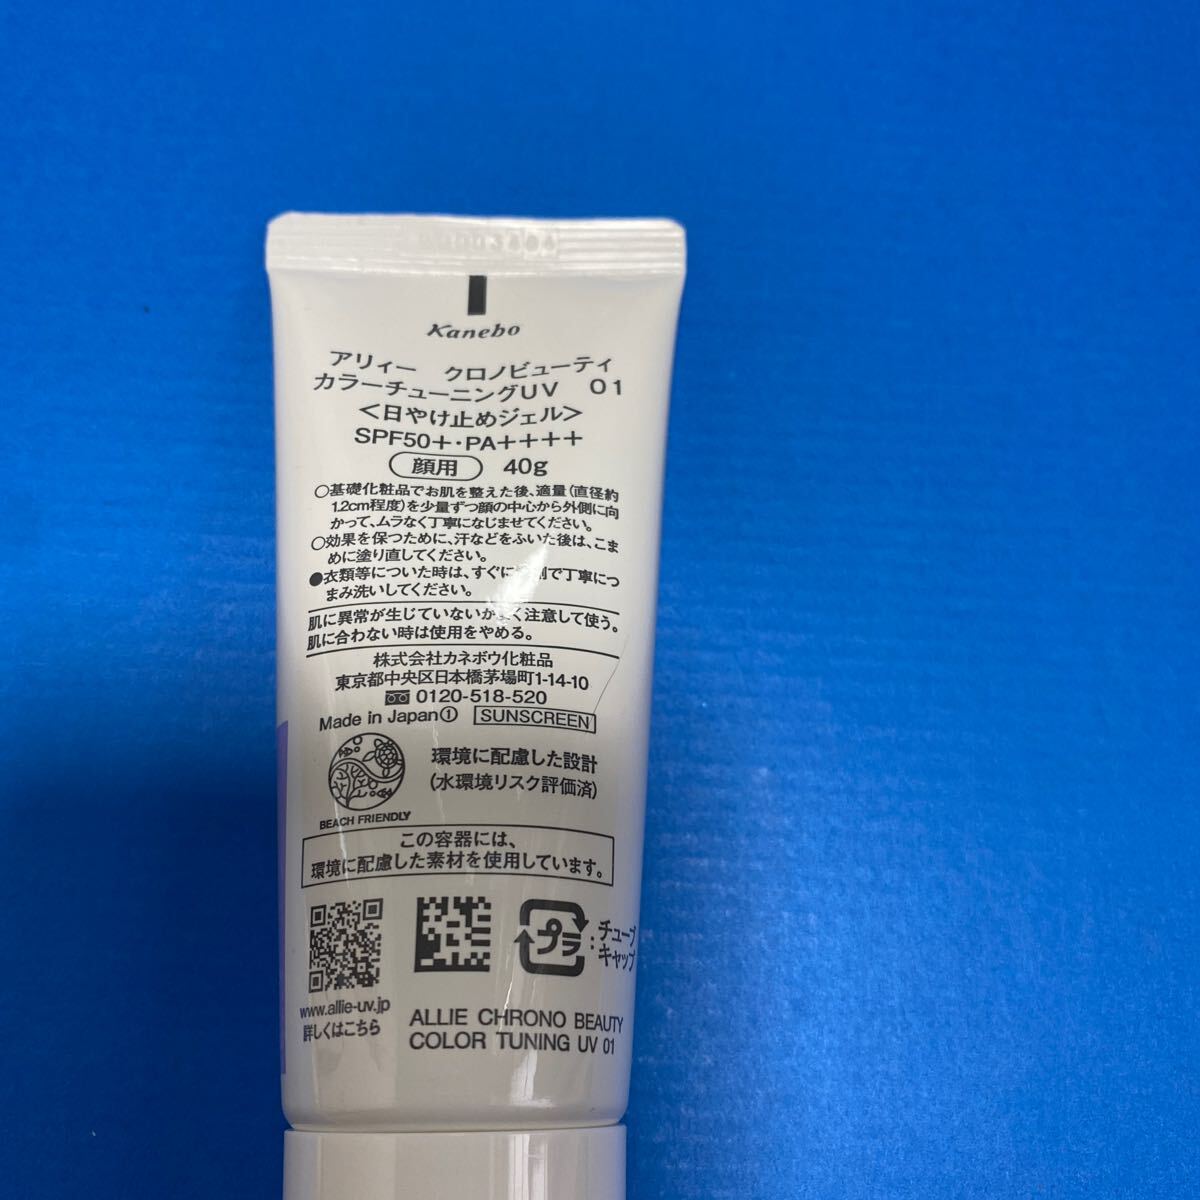 Kanebo
アリィー クロノビューティ
カラーチューニングUV 01
<日やけ止めジェル>
SPF50+・PA++++
顔用 40g
○基礎化粧品でお肌を整えた後、適量(直径約
1.2cm程度)を少量ずつ顔の中心から外側に向
かって、ムラなく丁寧になじませてください。
○効果を保つために、汗などをふいた後は、こま
めに塗り直してください。
●衣類等についた時は、すぐに 剤で丁寧につ
まみ洗いしてください。
肌に異常が生じていないかよく注意して使う。
肌に合わない時は使用をやめる。
株式会社カネボウ化粧品
東京都中央区日本橋茅場町1-14-10
0120-518-520
Made in Japan① SUNSCREEN
環境に配慮した設計
(水環境リスク評価済)
BEACH FRIENDLY
この容器には、
環境に配慮した素材を使用しています。
プラ : チューブ
キャップ
www.allie-uv.jp
詳しくはこちら
ALLIE CHRONO BEAUTY
COLOR TUNING UV 01